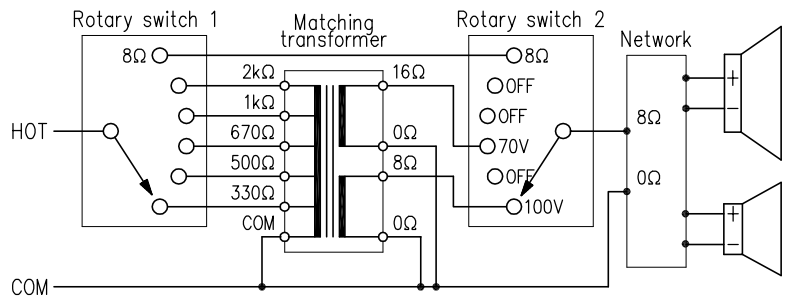 Rotary switch 1
Matching
transformer
Rotary switch 2
Network
8Ω
2kΩ
1kΩ
670Ω
500Ω
330Ω
COM
HOT
COM
16Ω
0Ω
8Ω
0Ω
8Ω
OFF
OFF
70V
OFF
100V
8Ω
0Ω
+
−
+
−